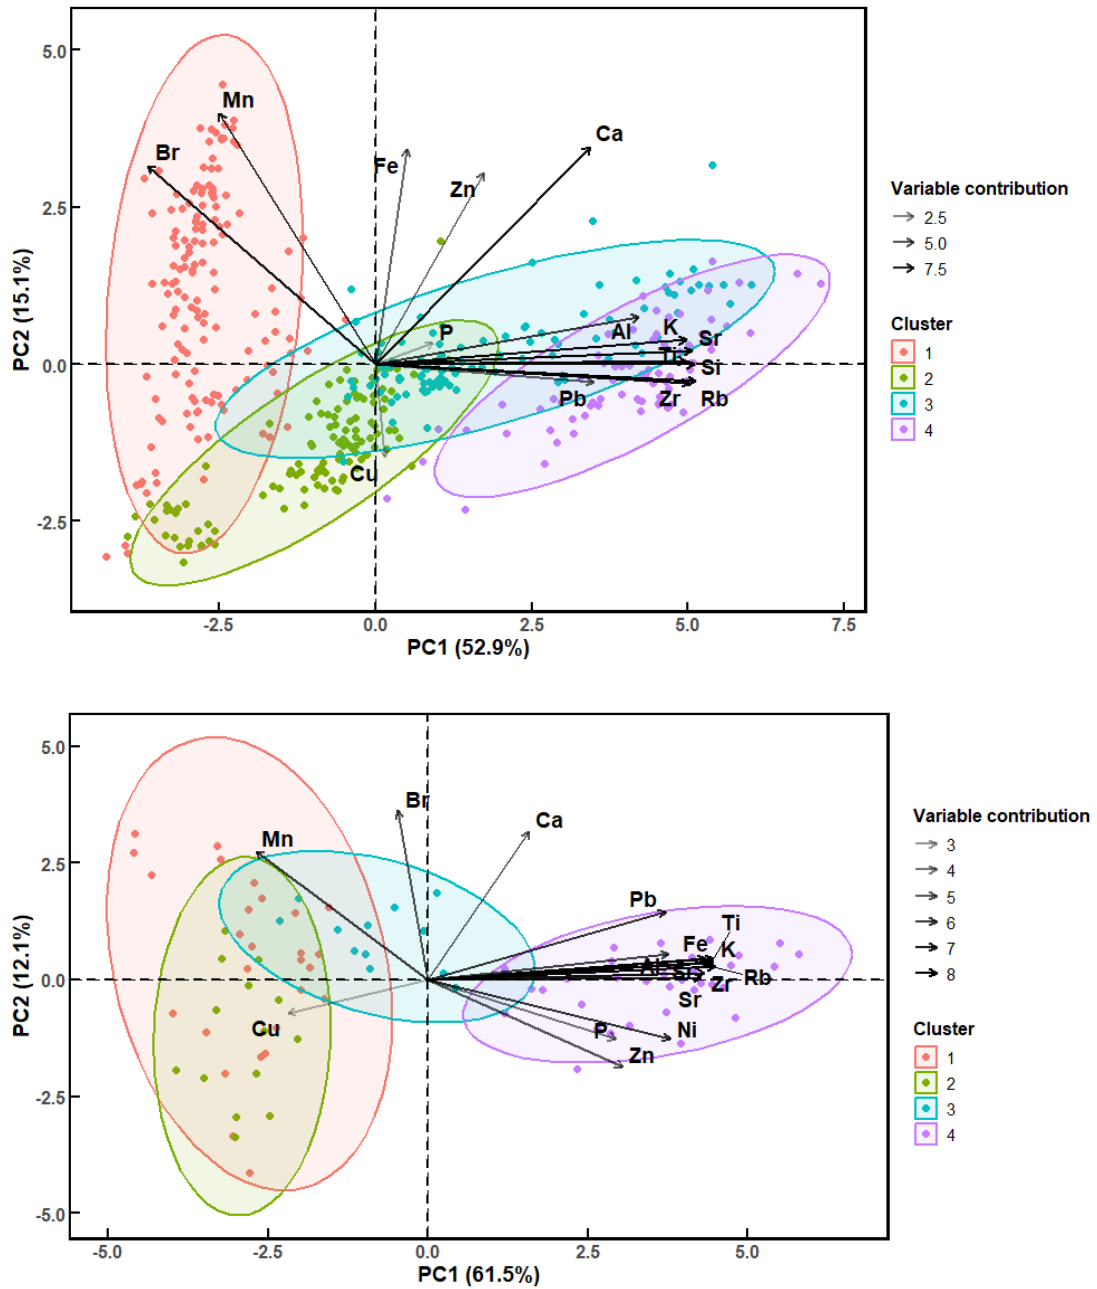 5.0
2.5
0.0
-2.5
PC2 (15.1%)
Mn
Br
Fe
Zn
Ca
P
Al
K
Sr
Ti
Si
Pb
Zr
Rb
Cu
-2.5
0.0
2.5
5.0
7.5
PC1 (52.9%)
Variable contribution
2.5
5.0
7.5
Cluster
1
2
3
4
5.0
2.5
0.0
-2.5
-5.0
PC2 (12.1%)
Br
Ca
Mn
Pb
Ti
Fe
K
Al
Sr
Zr
Rb
Sr
Cu
P
Ni
Zn
-5.0
-2.5
0.0
2.5
5.0
PC1 (61.5%)
Variable contribution
3
4
5
6
7
8
Cluster
1
2
3
4